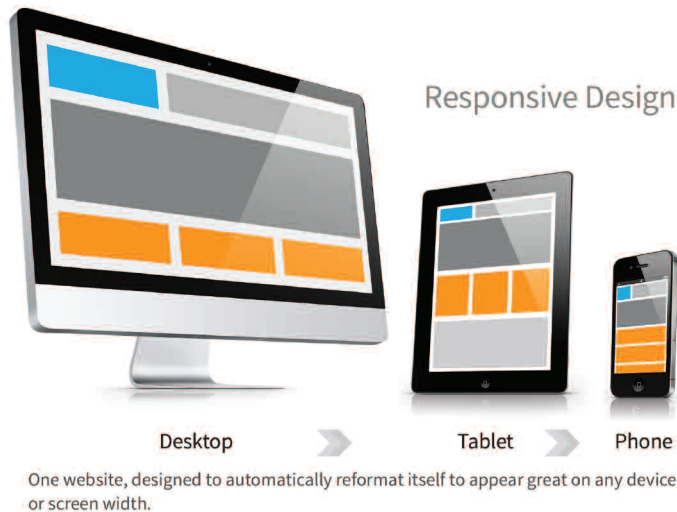 Responsive Design
Desktop
Tablet
Phone
One website, designed to automatically reformat itself to appear great on any device
or screen width.